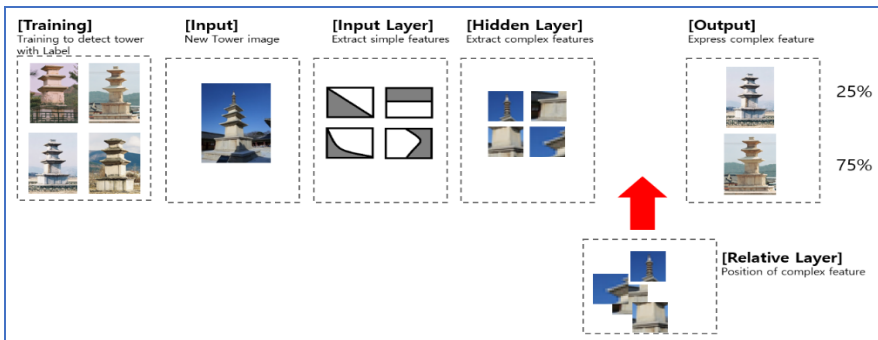 [Training]
Training to detect tower
with Label
[Input]
New Tower image
[Input Layer]
Extract simple features
[Hidden Layer]
Extract complex features
[Output]
Express complex feature
25%
75%
[Relative Layer]
Position of complex feature